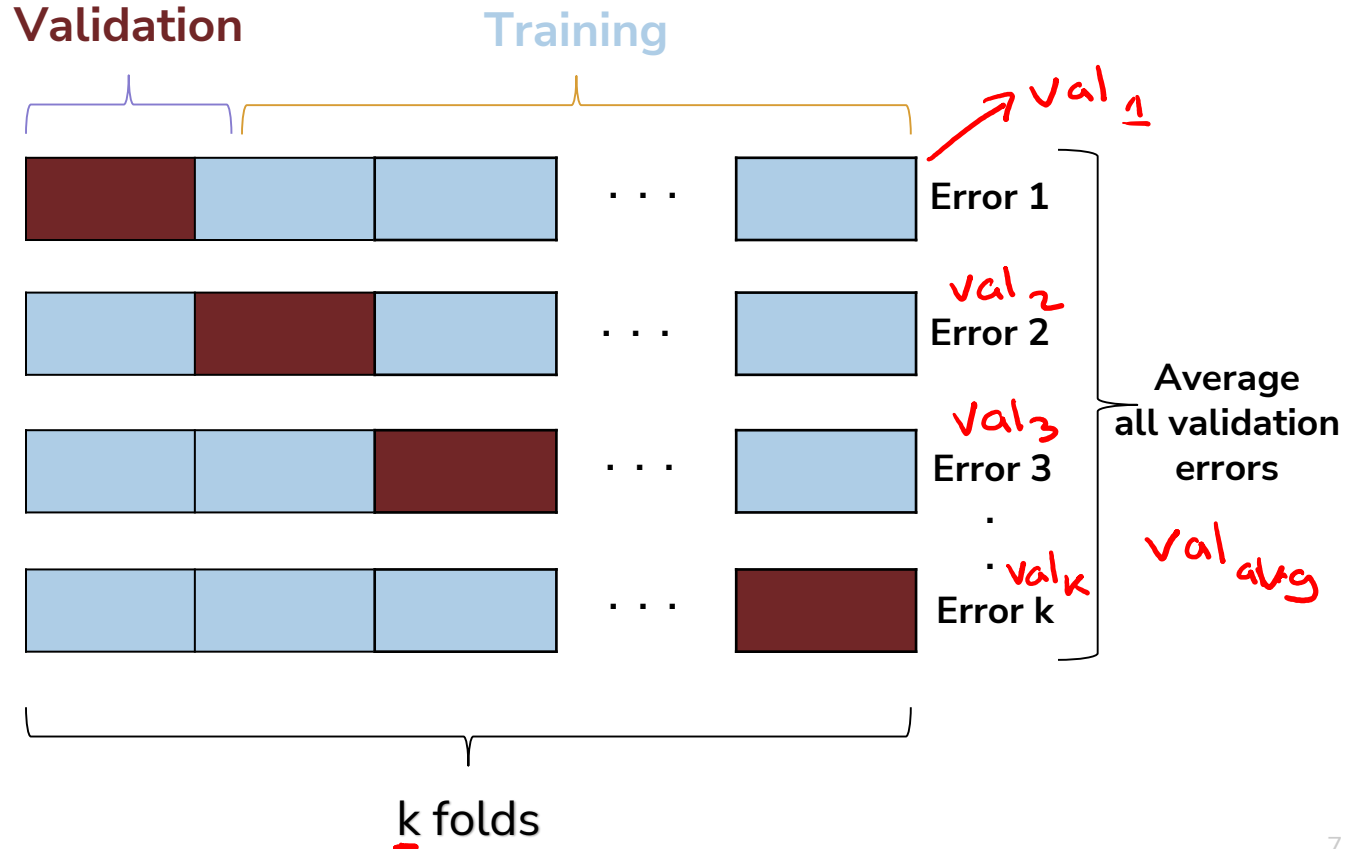 Validation
Training
val 1
. . .
Error 1
val 2
. . .
Error 2
Average
all validation
errors
val 3
. . .
Error 3
.
.
val k
val avg
. . .
Error k
k folds
7